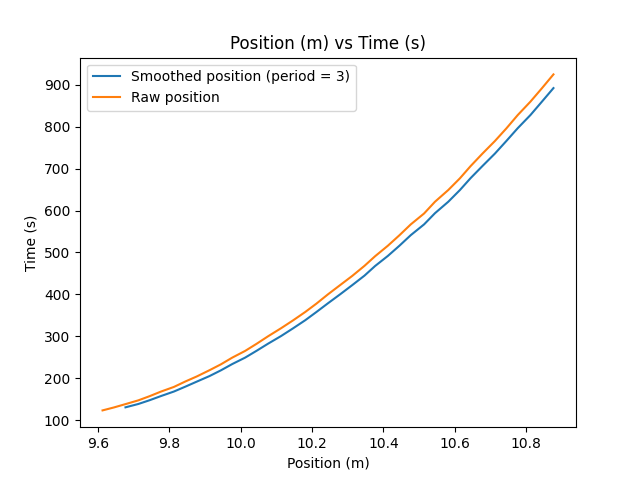 Position (m) vs Time (s)
Smoothed position (period = 3)
Raw position
Time (s)
900
800
700
600
500
400
300
200
100
9.6 9.8 10.0 10.2 10.4 10.6 10.8
Position (m)